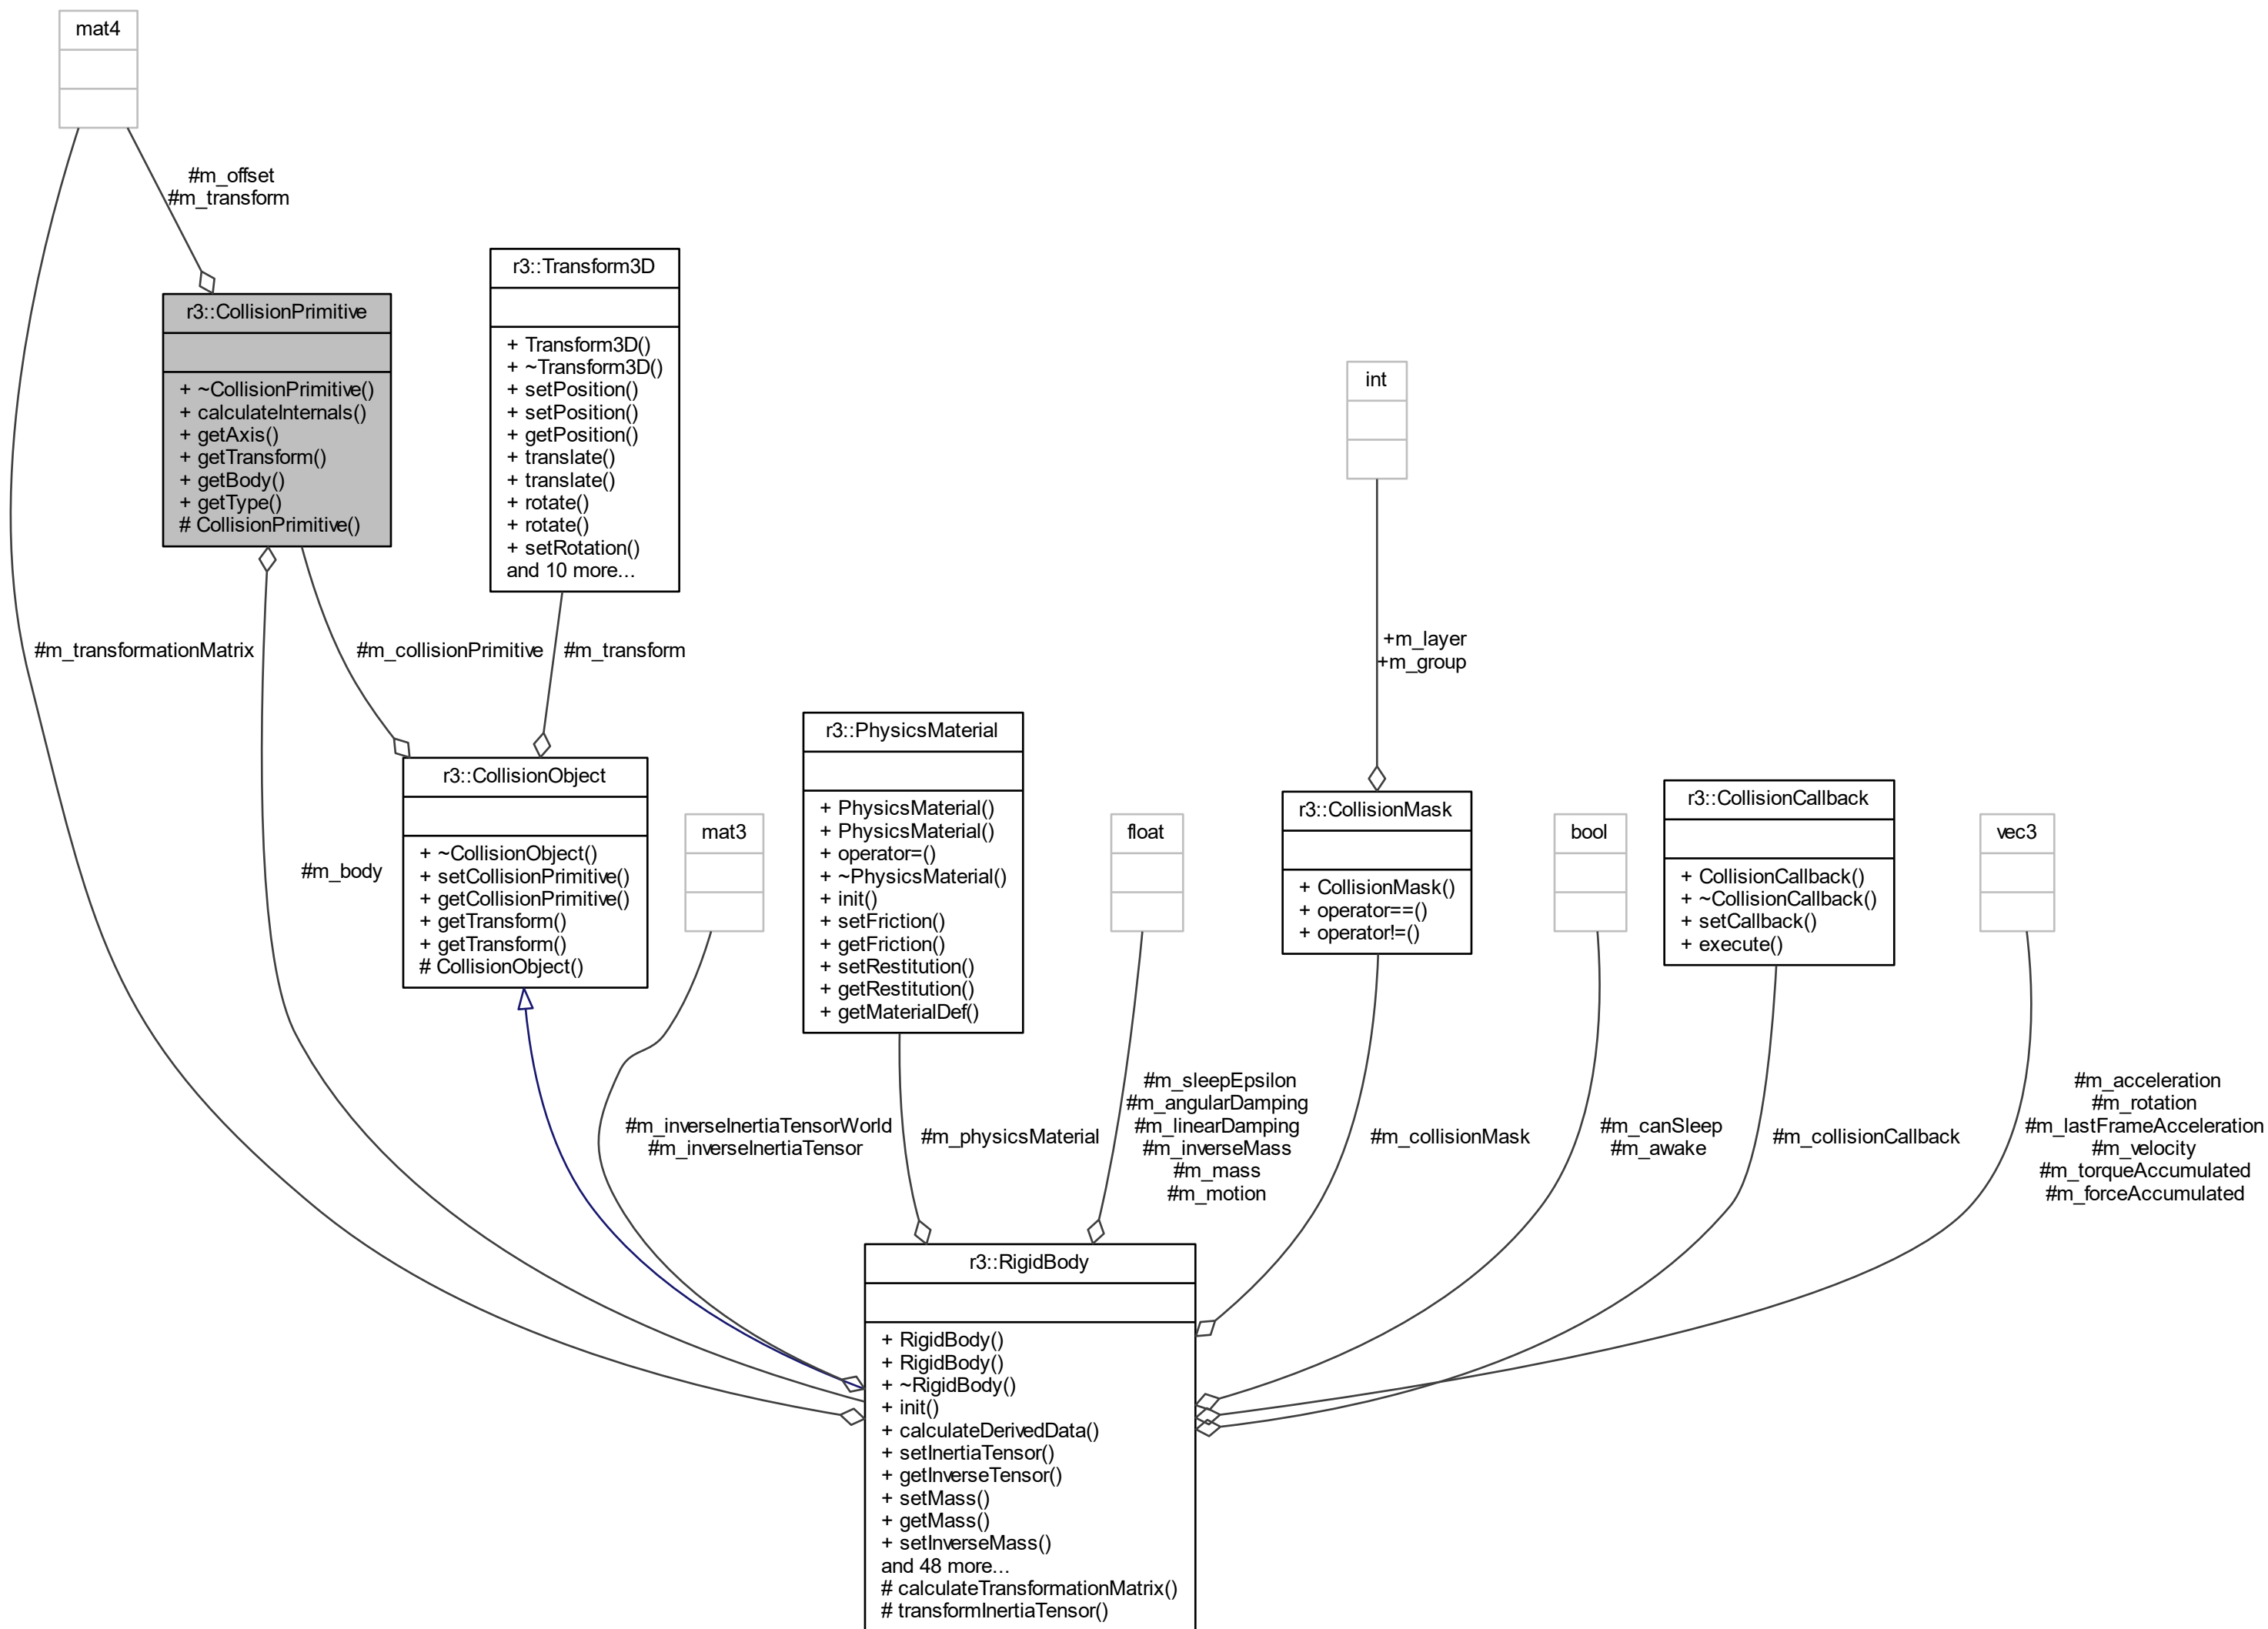 mat4
#m_offset
#m_transform
r3::CollisionPrimitive
+ ~CollisionPrimitive()
+ calculateInternals()
+ getAxis()
+ getTransform()
+ getBody()
+ getType()
# CollisionPrimitive()
r3::Transform3D
+ Transform3D()
+ ~Transform3D()
+ setPosition()
+ setPosition()
+ getPosition()
+ translate()
+ translate()
+ rotate()
+ rotate()
+ setRotation()
and 10 more...
int
#m_transformationMatrix
#m_collisionPrimitive
#m_transform
+m_layer
+m_group
#m_body
r3::CollisionObject
+ ~CollisionObject()
+ setCollisionPrimitive()
+ getCollisionPrimitive()
+ getTransform()
+ getTransform()
# CollisionObject()
mat3
r3::PhysicsMaterial
+ PhysicsMaterial()
+ PhysicsMaterial()
+ operator=()
+ ~PhysicsMaterial()
+ init()
+ setFriction()
+ getFriction()
+ setRestitution()
+ getRestitution()
+ getMaterialDef()
float
r3::CollisionMask
+ CollisionMask()
+ operator==()
+ operator!=()
bool
r3::CollisionCallback
+ CollisionCallback()
+ ~CollisionCallback()
+ setCallback()
+ execute()
vec3
#m_inverseInertiaTensorWorld
#m_inverseInertiaTensor
#m_physicsMaterial
#m_sleepEpsilon
#m_angularDamping
#m_linearDamping
#m_inverseMass
#m_mass
#m_motion
#m_collisionMask
#m_canSleep
#m_awake
#m_collisionCallback
#m_acceleration
#m_rotation
#m_lastFrameAcceleration
#m_velocity
#m_torqueAccumulated
#m_forceAccumulated
r3::RigidBody
+ RigidBody()
+ RigidBody()
+ ~RigidBody()
+ init()
+ calculateDerivedData()
+ setInertiaTensor()
+ getInverseTensor()
+ setMass()
+ getMass()
+ setInverseMass()
and 48 more...
# calculateTransformationMatrix()
# transformInertiaTensor()